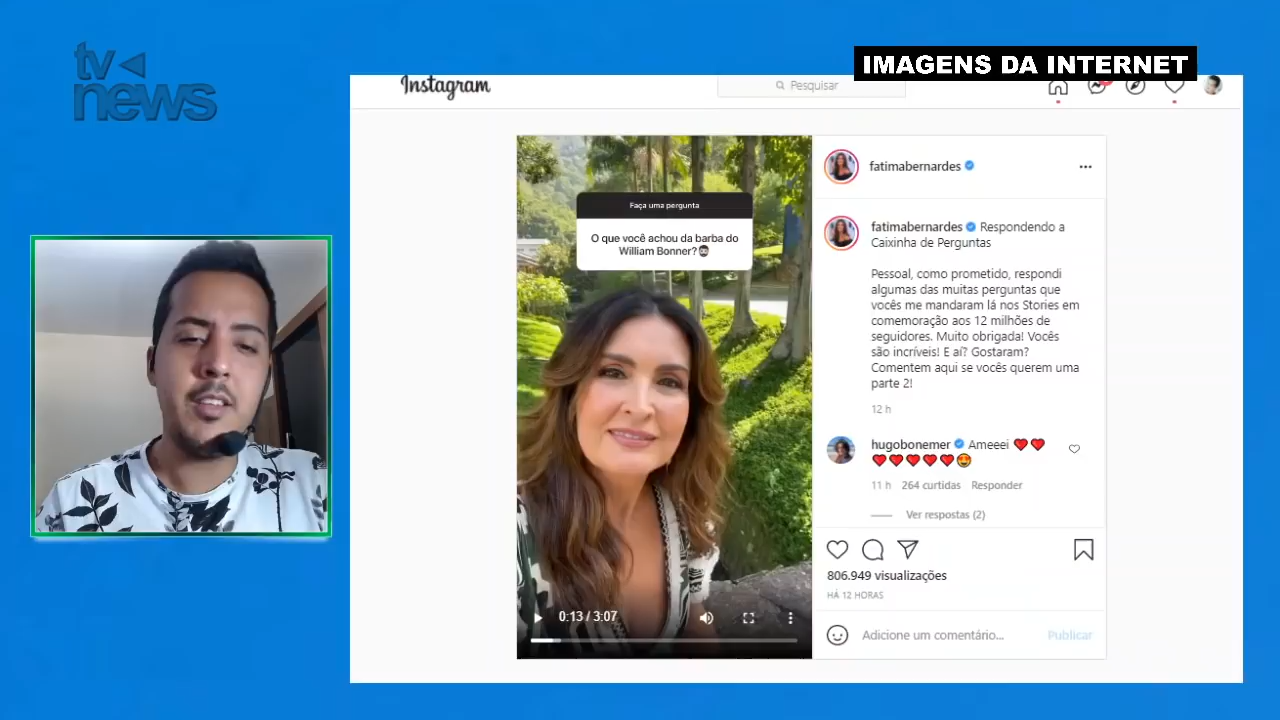 tv
news
IMAGENS DA INTERNET
Instagram
Pesquisar
Faça uma pergunta
O que você achou da barba do
William Bonner?
0:13 / 3:07
fatimabernardes
fatimabernardes Respondendo a
Caixinha de Perguntas
Pessoal, como prometido, respondi
algumas das muitas perguntas que
vocês me mandaram lá nos Stories em
comemoração aos 12 milhões de
seguidores. Muito obrigada! Vocês
são incríveis! E aí? Gostaram?
Comentem aqui se vocês querem uma
parte 2!
12 h
hugobonemer Ameeei ❤❤
❤❤❤❤❤😍
11 h 264 curtidas Responder
Ver respostas (2)
806.949 visualizações
HÁ 12 HORAS
Adicione um comentário... Publicar